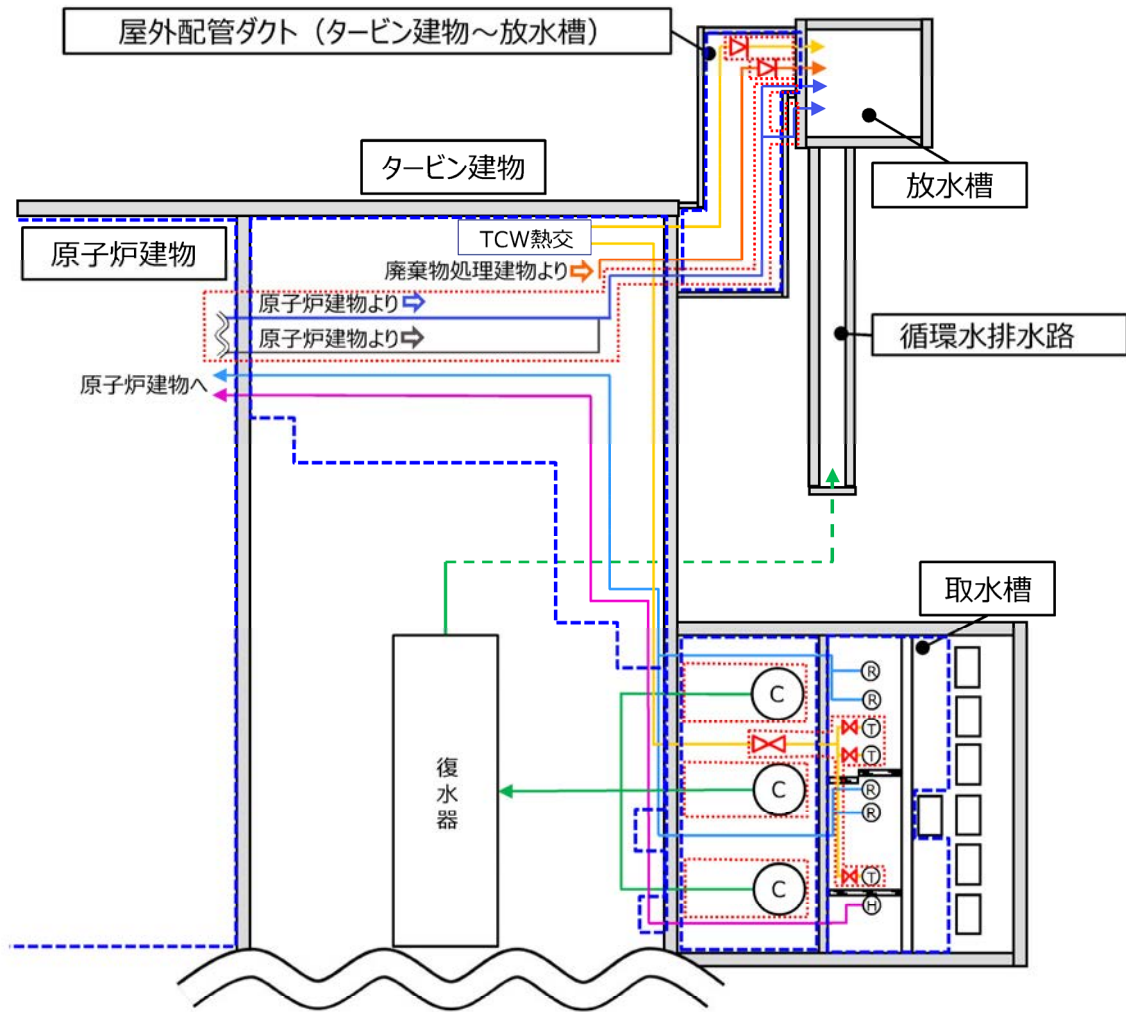 屋外配管ダクト（タービン建物～放水槽）
タービン建物
放水槽
原子炉建物
TCW熱交
廃棄物処理建物より
原子炉建物より
原子炉建物より
循環水排水路
原子炉建物へ
取水槽
R
C
R
T
T
復水器
C
R
R
C
T
H